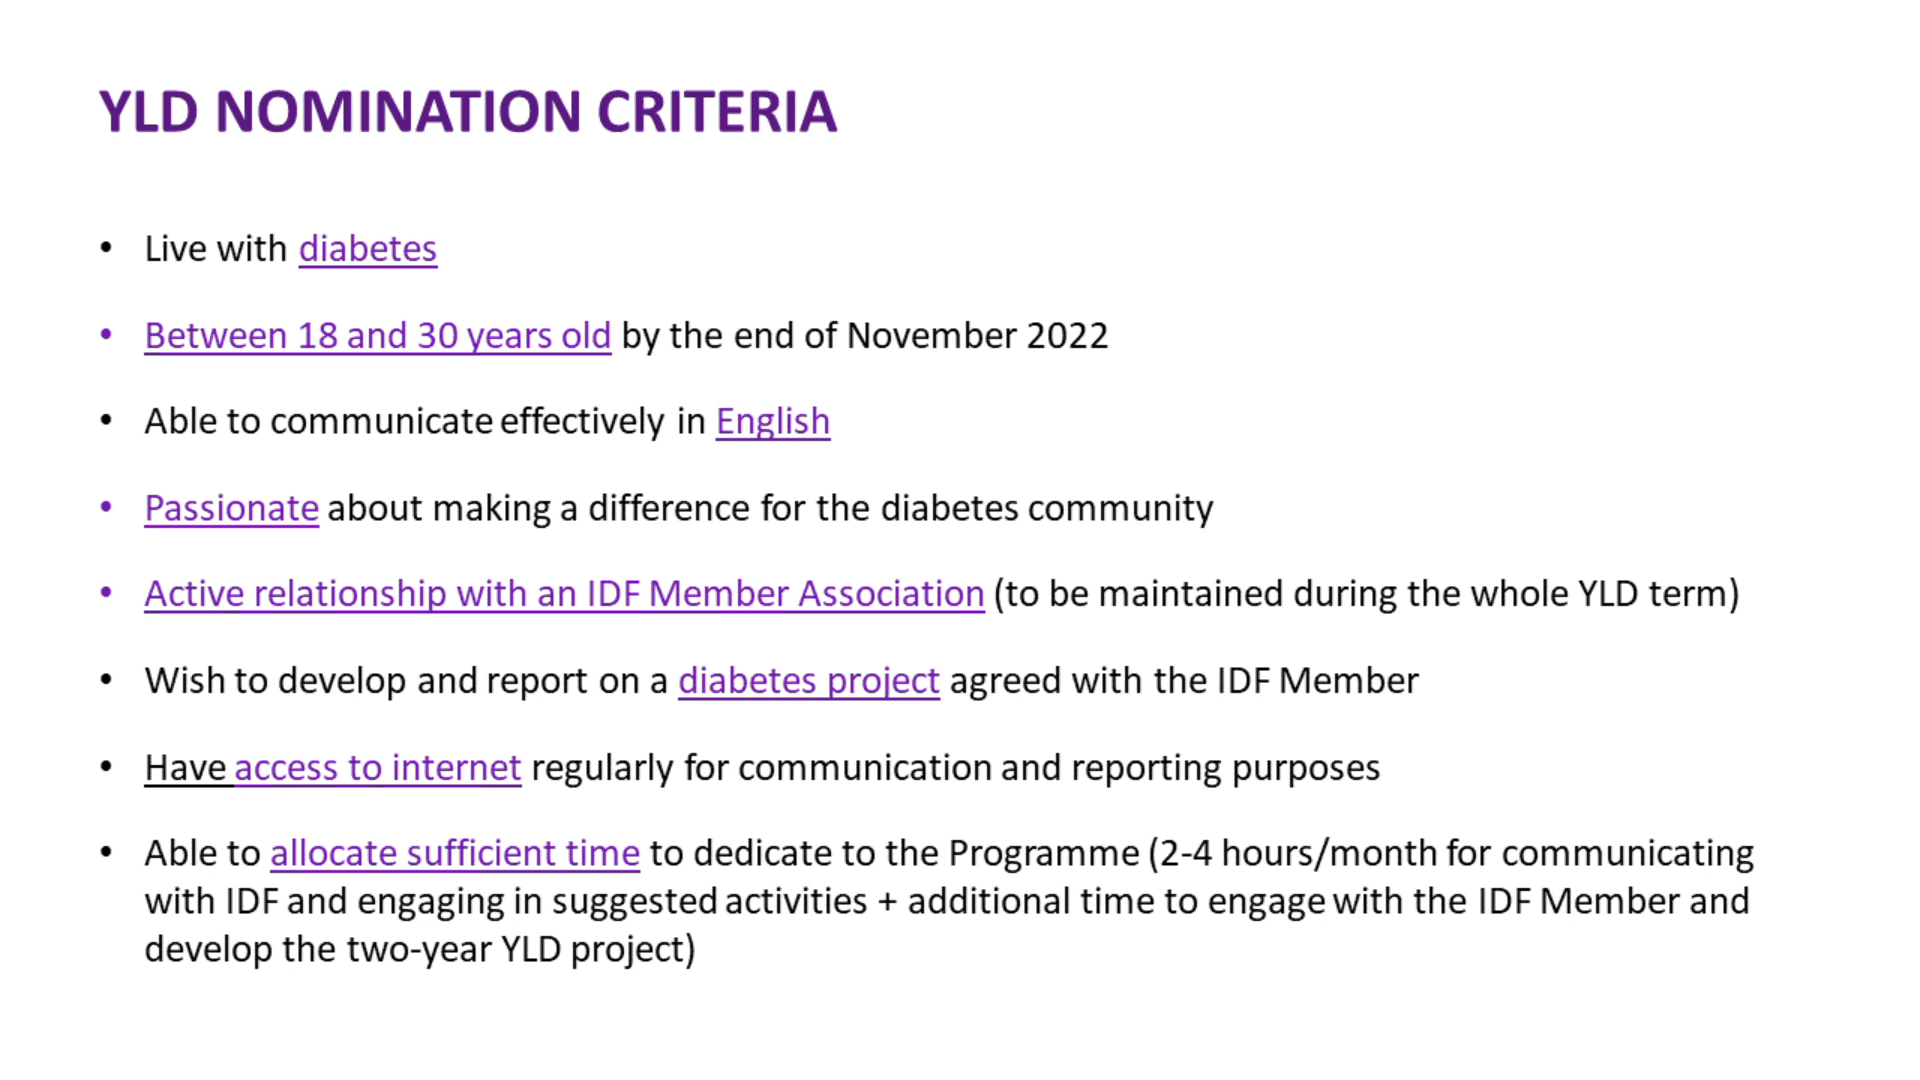 YLD NOMINATION CRITERIA
• Live with diabetes
• Between 18 and 30 years old by the end of November 2022
• Able to communicate effectively in English
• Passionate about making a difference for the diabetes community
• Active relationship with an IDF Member Association (to be maintained during the whole YLD term)
• Wish to develop and report on a diabetes project agreed with the IDF Member
• Have access to internet regularly for communication and reporting purposes
• Able to allocate sufficient time to dedicate to the Programme (2-4 hours/month for communicating
with IDF and engaging in suggested activities + additional time to engage with the IDF Member and
develop the two-year YLD project)